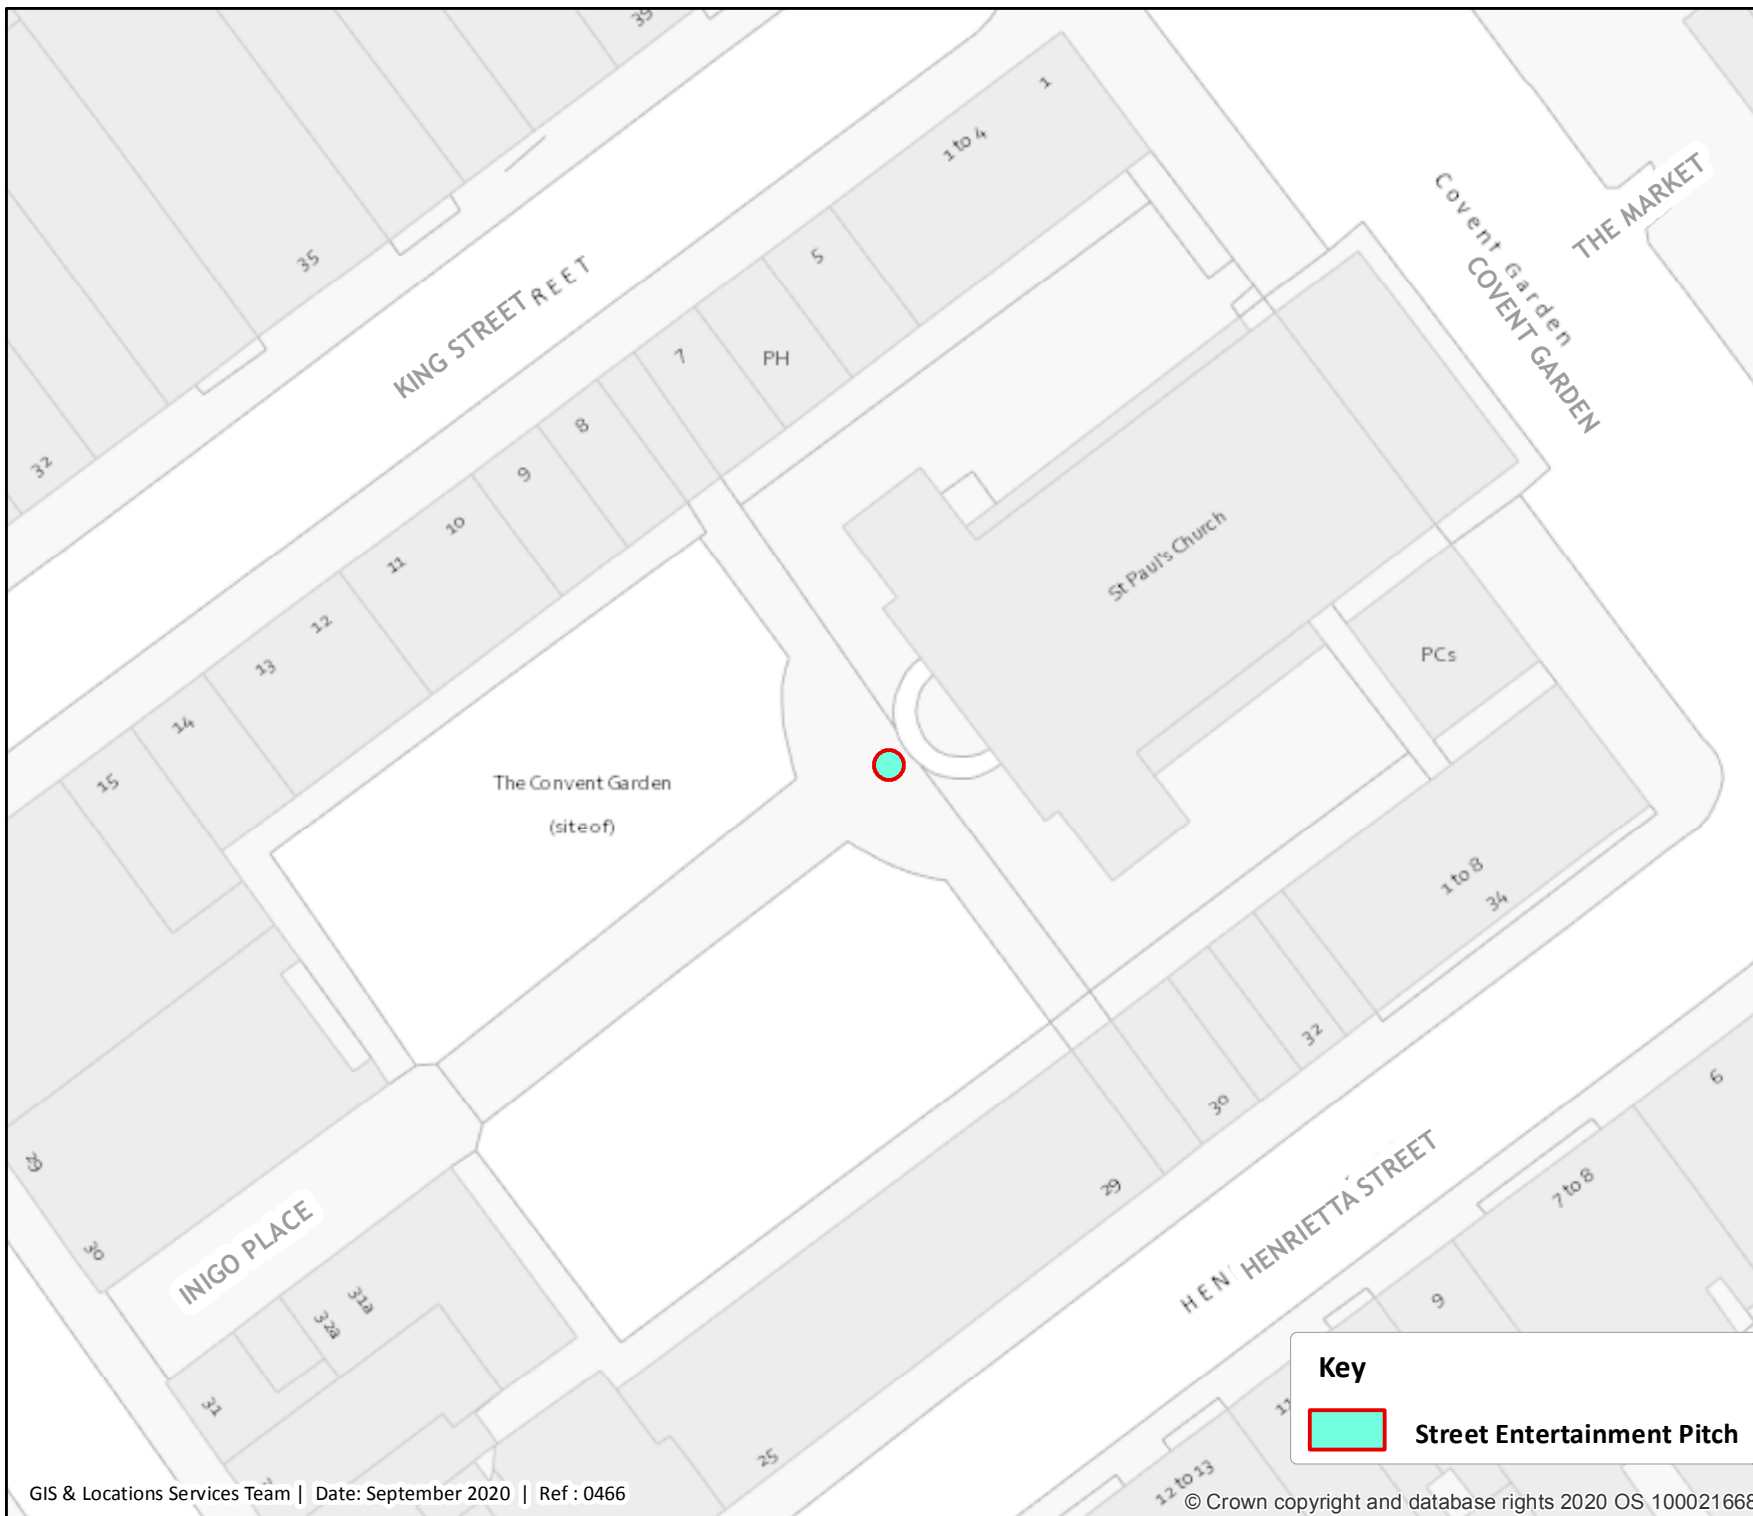 39
1
1 to 4
35
KING STREET
REET
5
7
PH
8
9
10
11
12
13
14
15
32
Covent Garden
COVENT GARDEN
THE MARKET
St Paul's Church
PCs
The Convent Garden
(site of)
1 to 8
34
32
30
29
6
7 to 8
9
HEN
HENRIETTA STREET
29
30
INIGO PLACE
31a
32a
31
25
11
12 to 13
Key
Street Entertainment Pitch
GIS & Locations Services Team | Date: September 2020 | Ref : 0466
© Crown copyright and database rights 2020 OS 100021668